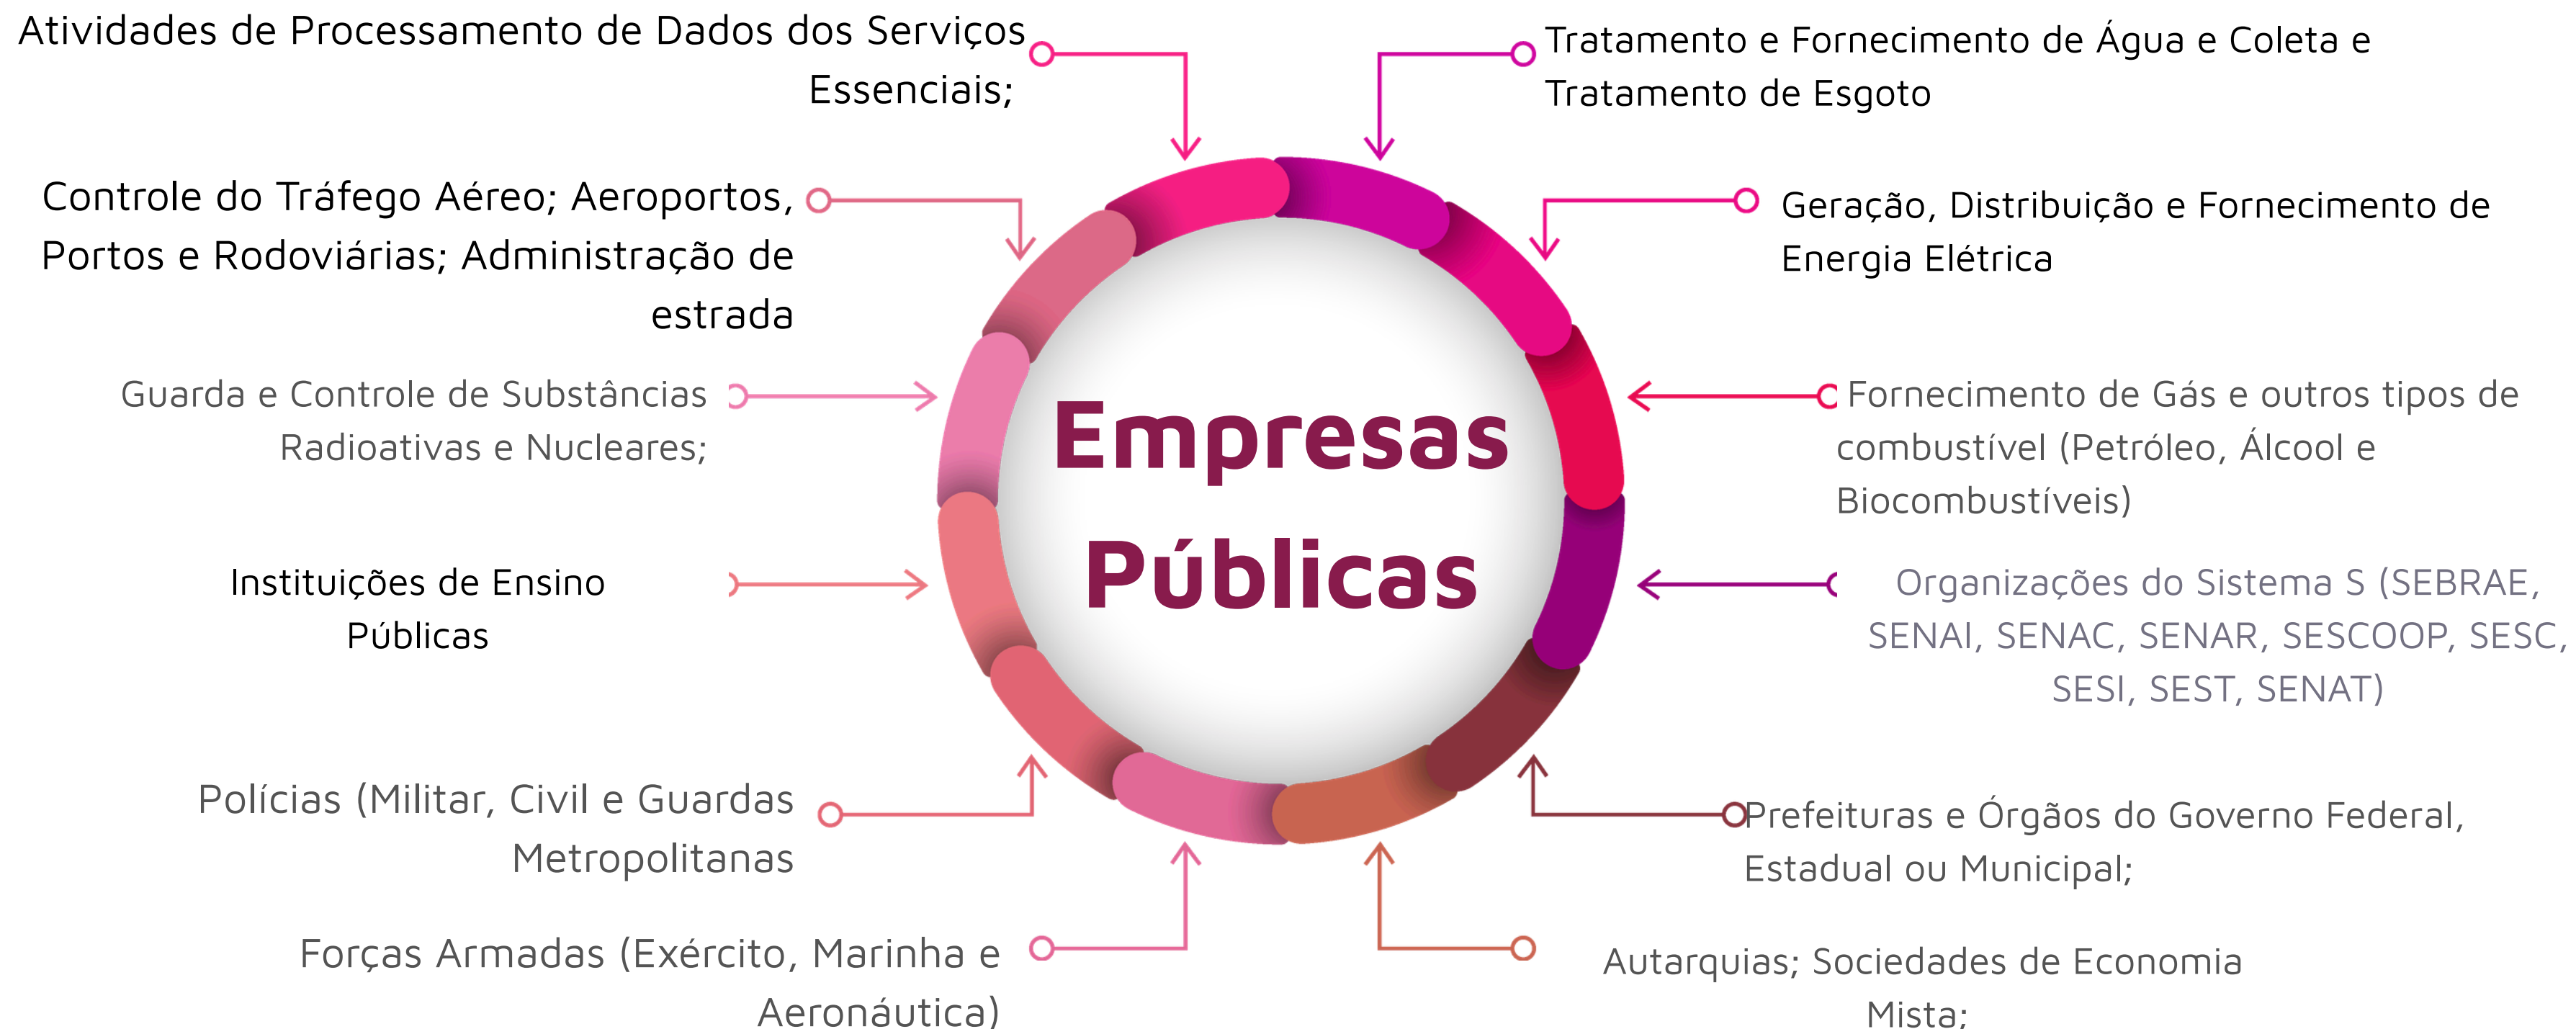 Atividades de Processamento de Dados dos Serviços
Essenciais;
Tratamento e Fornecimento de Água e Coleta e
Tratamento de Esgoto
Controle do Tráfego Aéreo; Aeroportos,
Portos e Rodoviárias; Administração de
estrada
Geração, Distribuição e Fornecimento de
Energia Elétrica
Guarda e Controle de Substâncias
Radioativas e Nucleares;
Fornecimento de Gás e outros tipos de
combustível (Petróleo, Álcool e
Biocombustíveis)
Empresas
Públicas
Instituições de Ensino
Públicas
Organizações do Sistema S (SEBRAE,
SENAI, SENAC, SENAR, SESCOOP, SESC,
SESI, SEST, SENAT)
Polícias (Militar, Civil e Guardas
Metropolitanas
Prefeituras e Órgãos do Governo Federal,
Estadual ou Municipal;
Forças Armadas (Exército, Marinha e
Aeronáutica)
Autarquias; Sociedades de Economia
Mista;